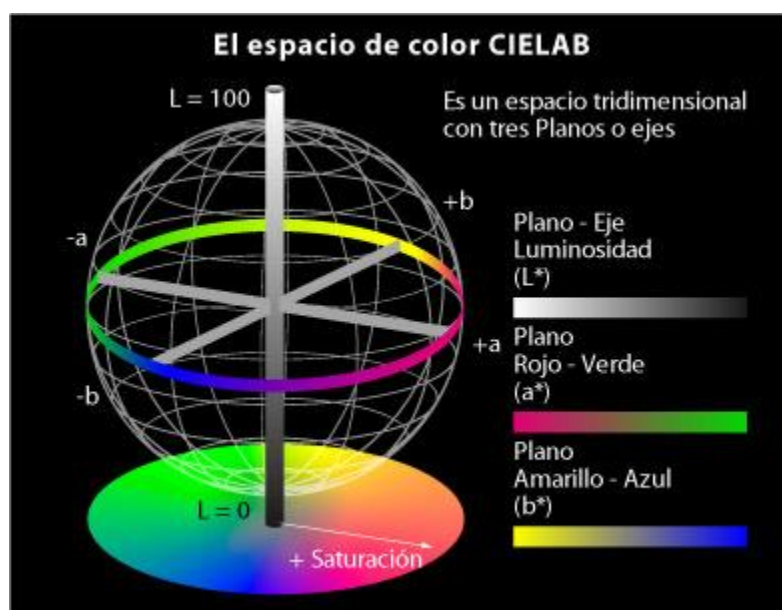 El espacio de color CIELAB
L = 100
Es un espacio tridimensional
con tres Planos o ejes
+b
-a
Plano - Eje
Luminosidad
(L*)
Plano
Rojo - Verde
(a*)
+a
-b
Plano
Amarillo - Azul
(b*)
L = 0
+ Saturación